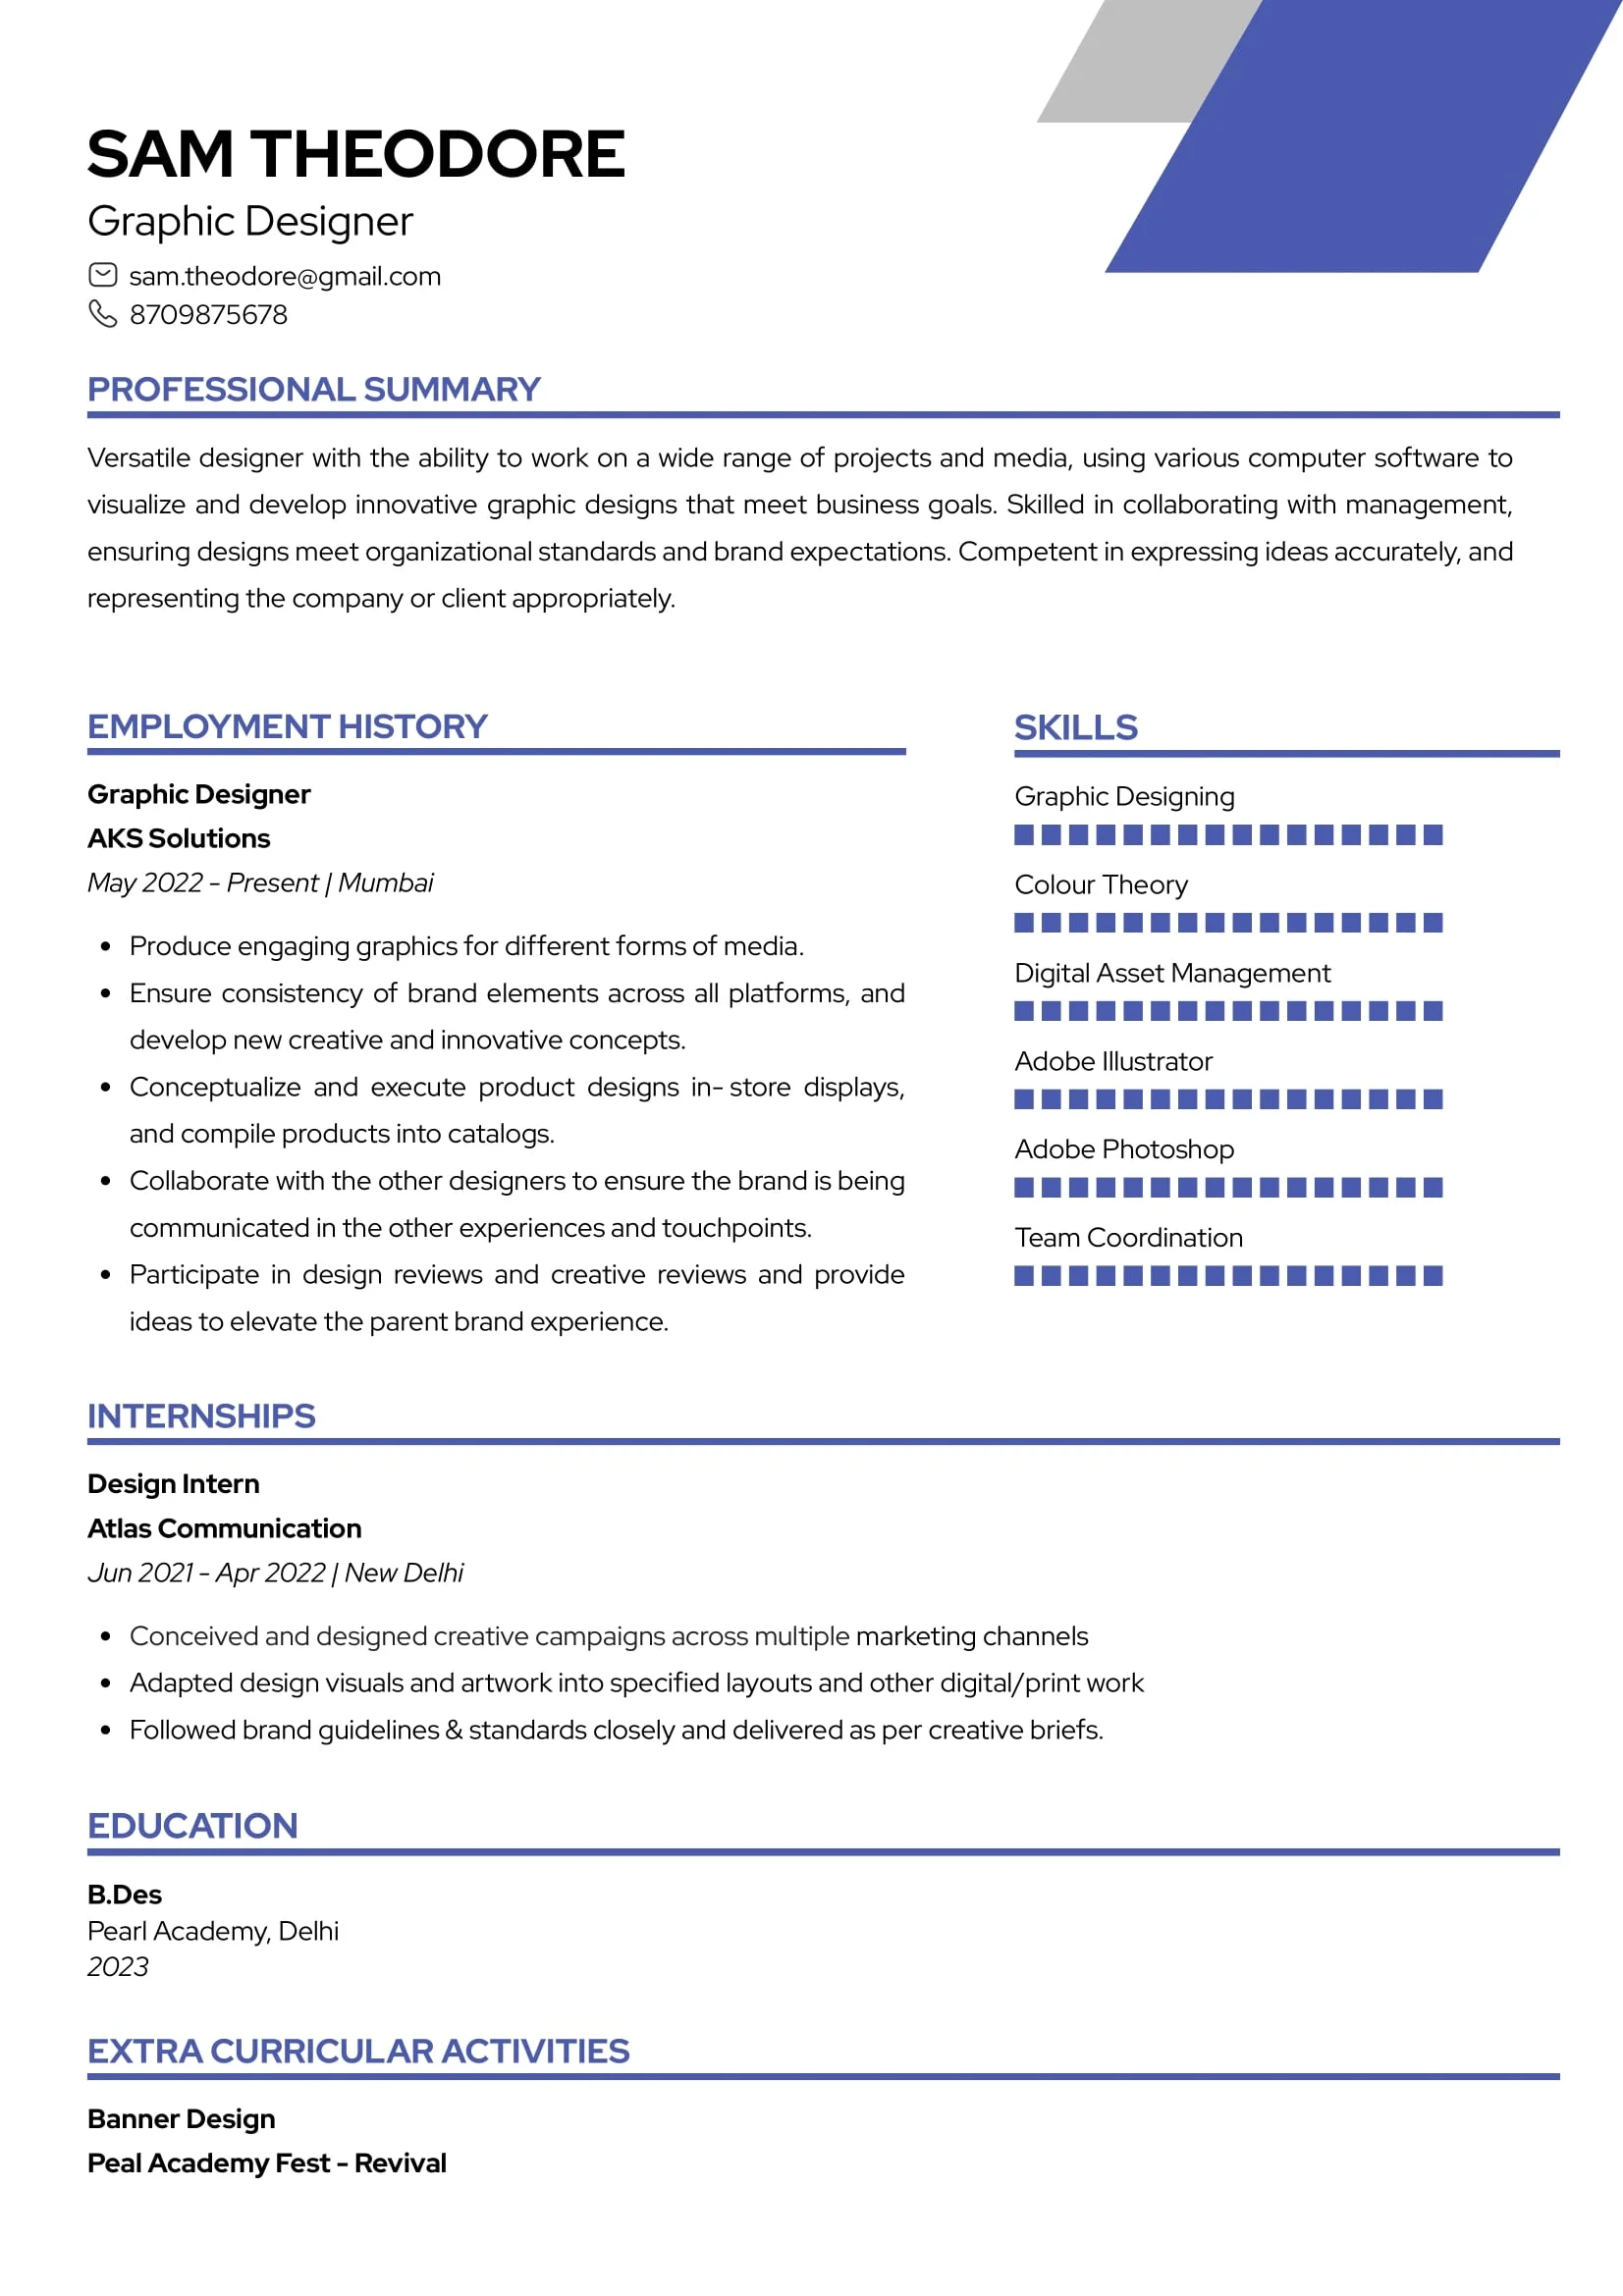 SAM THEODORE
Graphic Designer
sam.theodore@gmail.com
8709875678
PROFESSIONAL SUMMARY
Versatile designer with the ability to work on a wide range of projects and media, using various computer software to
visualize and develop innovative graphic designs that meet business goals. Skilled in collaborating with management,
ensuring designs meet organizational standards and brand expectations. Competent in expressing ideas accurately, and
representing the company or client appropriately.
EMPLOYMENT HISTORY
Graphic Designer
AKS Solutions
May 2022 - Present | Mumbai
• Produce engaging graphics for different forms of media.
• Ensure consistency of brand elements across all platforms, and
develop new creative and innovative concepts.
• Conceptualize and execute product designs in- store displays,
and compile products into catalogs.
• Collaborate with the other designers to ensure the brand is being
communicated in the other experiences and touchpoints.
• Participate in design reviews and creative reviews and provide
ideas to elevate the parent brand experience.
SKILLS
Graphic Designing
Colour Theory
Digital Asset Management
Adobe Illustrator
Adobe Photoshop
Team Coordination
INTERNSHIPS
Design Intern
Atlas Communication
Jun 2021 - Apr 2022 | New Delhi
• Conceived and designed creative campaigns across multiple marketing channels
• Adapted design visuals and artwork into specified layouts and other digital/print work
• Followed brand guidelines & standards closely and delivered as per creative briefs.
EDUCATION
B.Des
Pearl Academy, Delhi
2023
EXTRA CURRICULAR ACTIVITIES
Banner Design
Peal Academy Fest - Revival